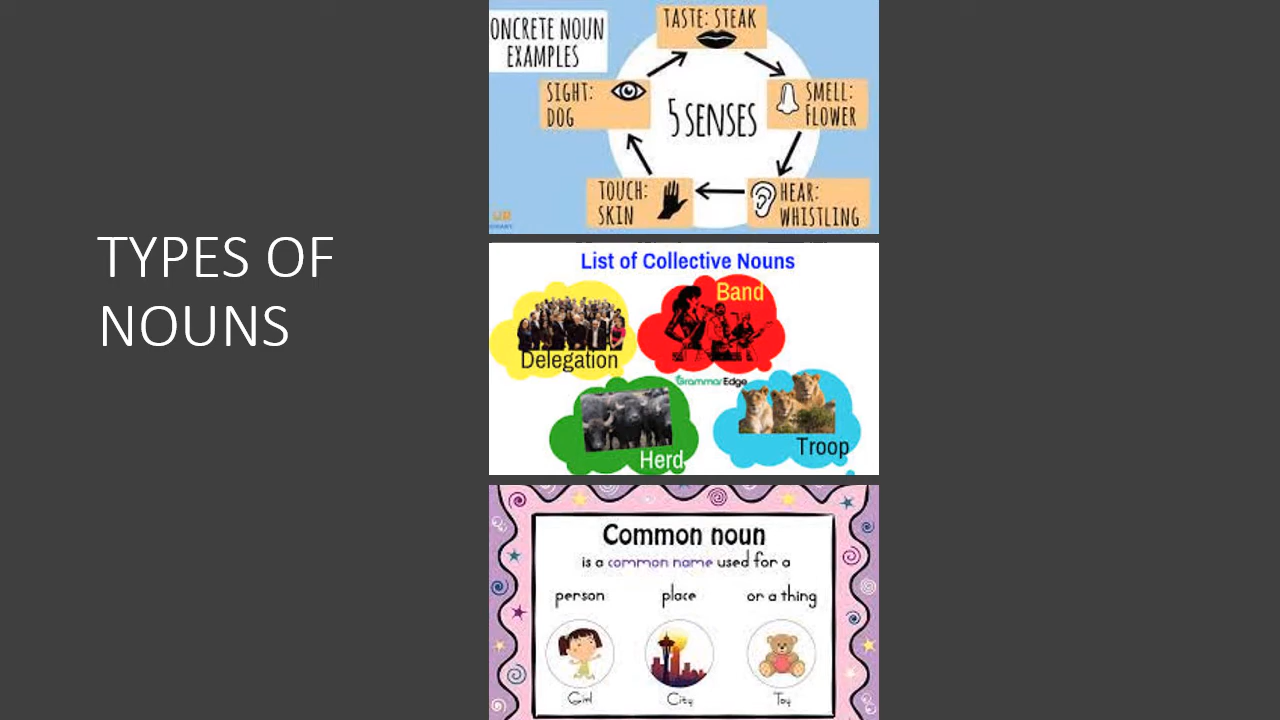 TYPES OF
NOUNS
ONCRETE NOUN
EXAMPLES
TASTE: STEAK
SIGHT:
DOG
SMELL:
FLOWER
5 SENSES
TOUCH:
SKIN
HEAR:
WHISTLING
UR
List of Collective Nouns
Band
Delegation
GrammarEdge
Herd
Troop
Common noun
is a common name used for a
person place or a thing
Girl City Toy